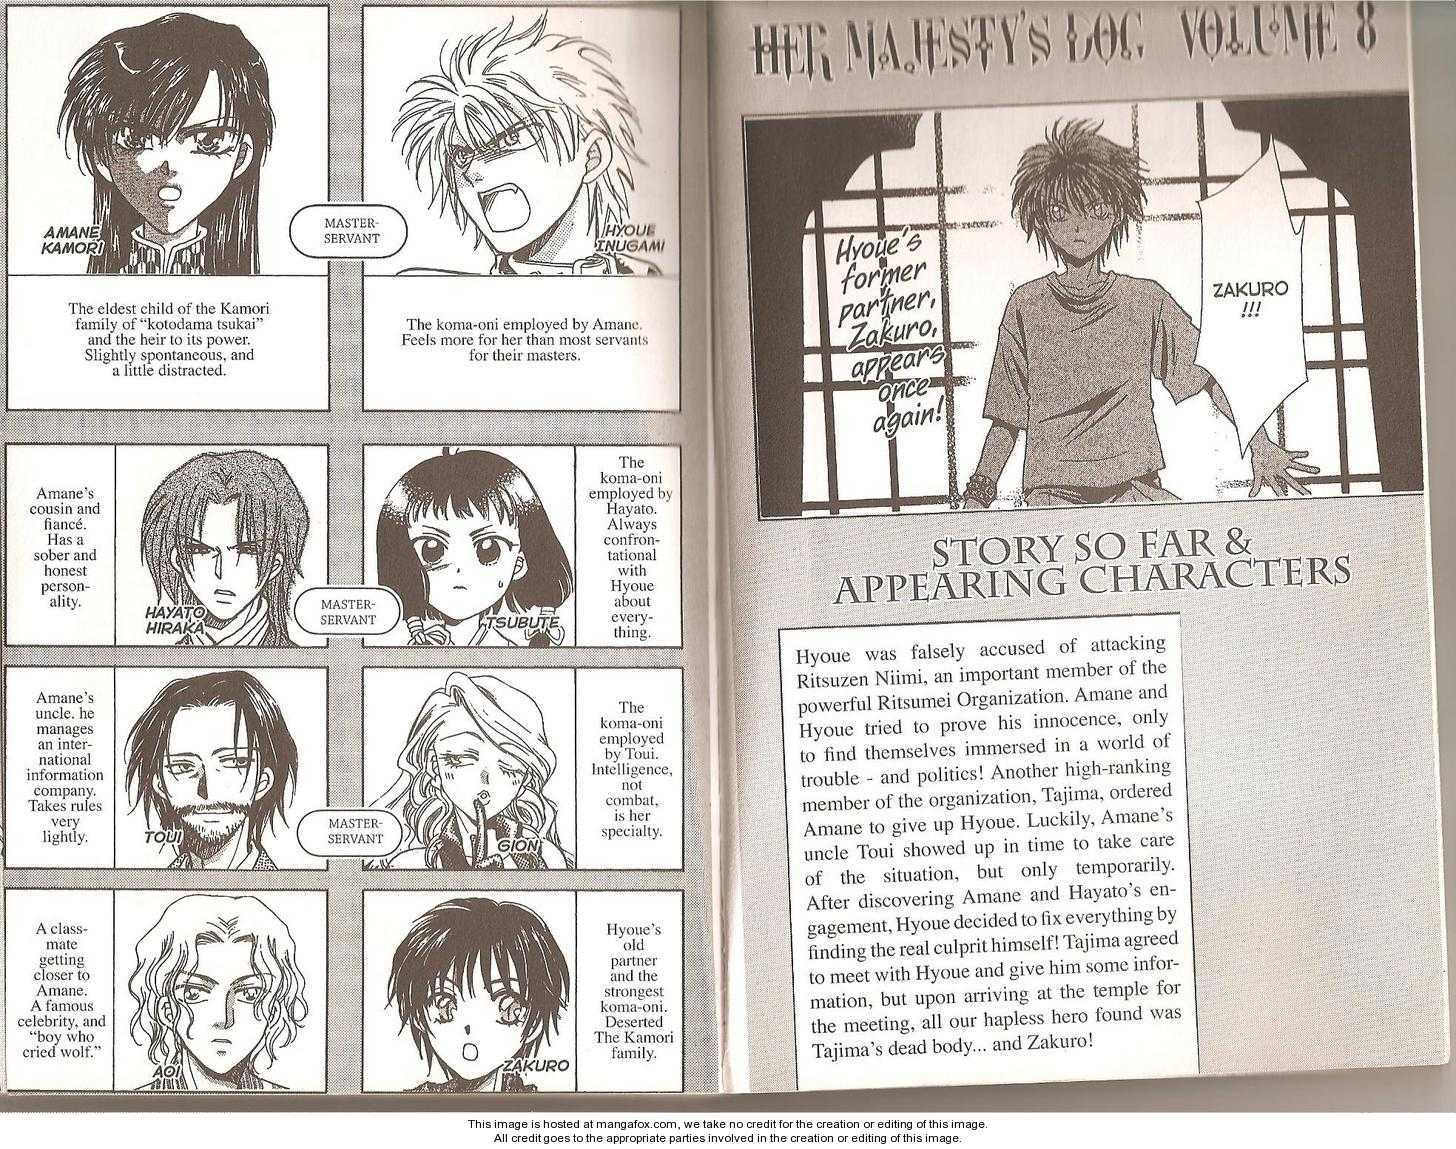 AMANE
KAMORI
MASTER-
SERVANT
HYOUE
INUGAMI
The eldest child of the Kamori
family of "kotodama tsukai"
and the heir to its power.
Slightly spontaneous, and
a little distracted.
The koma-oni employed by Amane.
Feels more for her than most servants
for their masters.
Amane's
cousin and
fiancé.
Has a
sober and
honest
person-
ality.
HAYATO
HIRAKA
MASTER-
SERVANT
TSUBUTE
The
koma-oni
employed by
Hayato.
Always
confron-
tational
with
Hyoue
about
every-
thing.
Amane's
uncle. he
manages
an inter-
national
information
company.
Takes rules
very
lightly.
TOUI
MASTER-
SERVANT
GION
The
koma-oni
employed
by Toui.
Intelligence,
not
combat,
is her
specialty.
A class-
mate
getting
closer to
Amane.
A famous
celebrity, and
"boy who
cried wolf."
AOI
ZAKURO
Hyoue's
old
partner
and the
strongest
koma-oni.
Deserted
The Kamori
family.
HER MAJESTY'S DOG VOLUME 8
Hyoue's
former
partner,
Zakuro,
appears
once
again!
ZAKURO
!!!
STORY SO FAR &
APPEARING CHARACTERS
Hyoue was falsely accused of attacking
Ritsuzen Niimi, an important member of the
powerful Ritsumei Organization. Amane and
Hyoue tried to prove his innocence, only
to find themselves immersed in a world of
trouble - and politics! Another high-ranking
member of the organization, Tajima, ordered
Amane to give up Hyoue. Luckily, Amane's
uncle Toui showed up in time to take care
of the situation, but only temporarily.
After discovering Amane and Hayato's en-
gagement, Hyoue decided to fix everything by
finding the real culprit himself! Tajima agreed
to meet with Hyoue and give him some infor-
mation, but upon arriving at the temple for
the meeting, all our hapless hero found was
Tajima's dead body... and Zakuro!
This image is hosted at mangafox.com, we take no credit for the creation or editing of this image.
All credit goes to the appropriate parties involved in the creation or editing of this image.